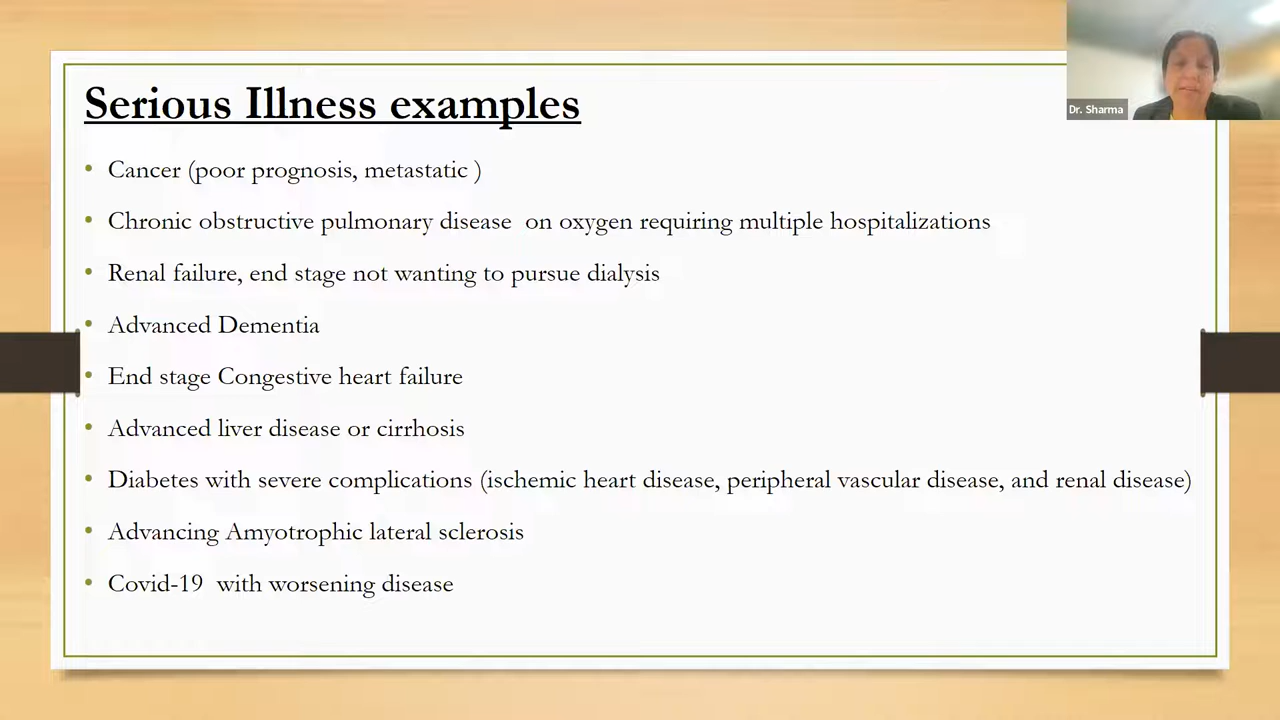 Serious Illness examples
Dr. Sharma
• Cancer (poor prognosis, metastatic )
• Chronic obstructive pulmonary disease  on oxygen requiring multiple hospitalizations
• Renal failure, end stage not wanting to pursue dialysis
• Advanced Dementia
• End stage Congestive heart failure
• Advanced liver disease or cirrhosis
• Diabetes with severe complications (ischemic heart disease, peripheral vascular disease, and renal disease)
• Advancing Amyotrophic lateral sclerosis
• Covid-19  with worsening disease